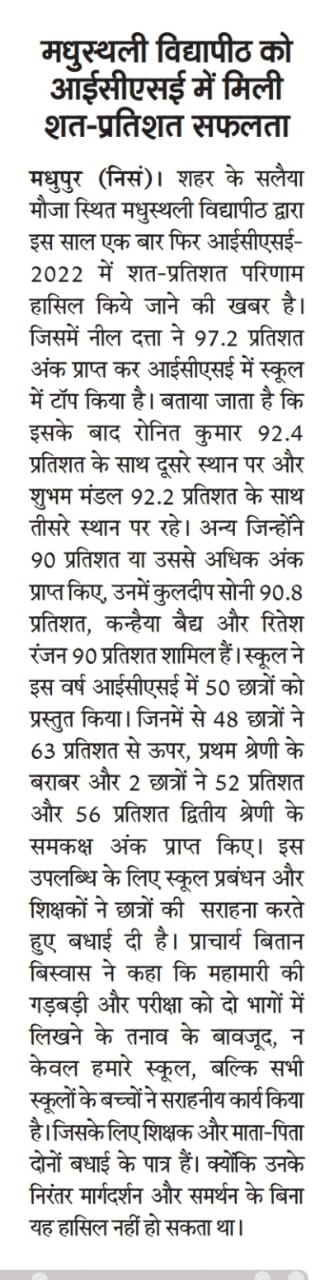 मधुस्थली विद्यापीठ को
आईसीएसई में मिली
शत-प्रतिशत सफलता
मधुपुर (निसं)। शहर के सलैया
मौजा स्थित मधुस्थली विद्यापीठ द्वारा
इस साल एक बार फिर आईसीएसई-
2022 में शत-प्रतिशत परिणाम
हासिल किये जाने की खबर है।
जिसमें नील दत्ता ने 97.2 प्रतिशत
अंक प्राप्त कर आईसीएसई में स्कूल
में टॉप किया है। बताया जाता है कि
इसके बाद रोनित कुमार 92.4
प्रतिशत के साथ दूसरे स्थान पर और
शुभम मंडल 92.2 प्रतिशत के साथ
तीसरे स्थान पर रहे। अन्य जिन्होंने
90 प्रतिशत या उससे अधिक अंक
प्राप्त किए, उनमें कुलदीप सोनी 90.8
प्रतिशत, कन्हैया बैद्य और रितेश
रंजन 90 प्रतिशत शामिल हैं। स्कूल ने
इस वर्ष आईसीएसई में 50 छात्रों को
प्रस्तुत किया। जिनमें से 48 छात्रों ने
63 प्रतिशत से ऊपर, प्रथम श्रेणी के
बराबर और 2 छात्रों ने 52 प्रतिशत
और 56 प्रतिशत द्वितीय श्रेणी के
समकक्ष अंक प्राप्त किए। इस
उपलब्धि के लिए स्कूल प्रबंधन और
शिक्षकों ने छात्रों की सराहना करते
हुए बधाई दी है। प्राचार्य बितान
बिस्वास ने कहा कि महामारी की
गड़बड़ी और परीक्षा को दो भागों में
लिखने के तनाव के बावजूद, न
केवल हमारे स्कूल, बल्कि सभी
स्कूलों के बच्चों ने सराहनीय कार्य किया
है। जिसके लिए शिक्षक और माता-पिता
दोनों बधाई के पात्र हैं। क्योंकि उनके
निरंतर मार्गदर्शन और समर्थन के बिना
यह हासिल नहीं हो सकता था।